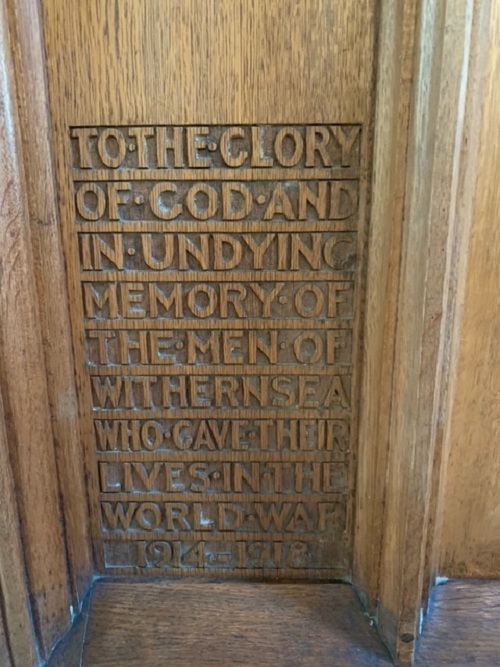 TO·THE·GLORY
OF·GOD·AND
IN·UNDYING
MEMORY·OF
THE·MEN·OF
WITHERNSEA
WHO·GAVE·THEIR
LIVES·IN·THE
WORLD·WAR
1914–1918